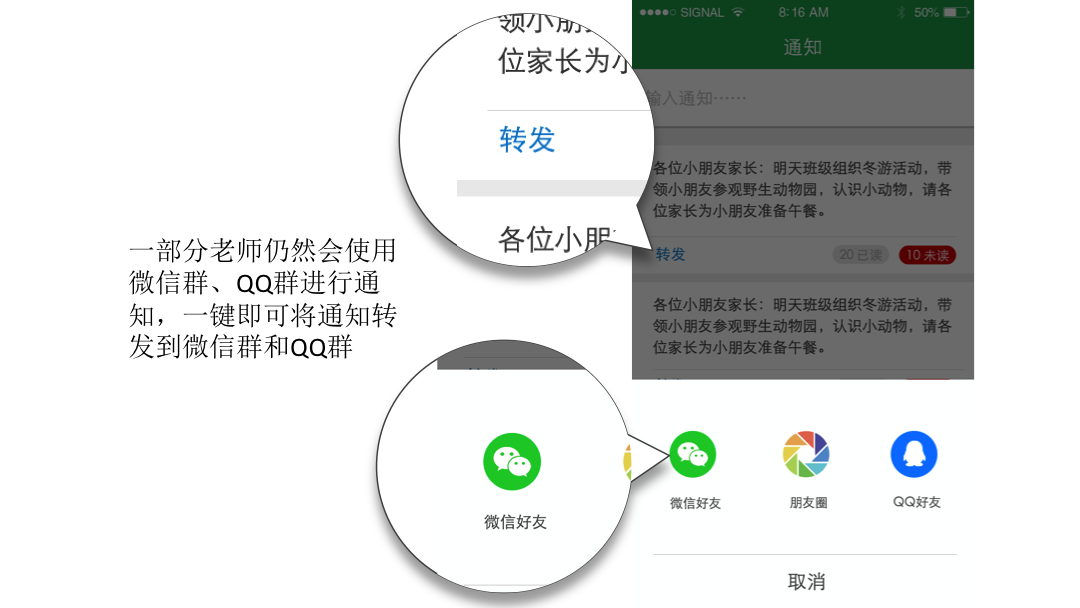 一部分老师仍然会使用
微信群、QQ群进行通
知，一键即可将通知转
发到微信群和QQ群
领小朋
位家长为小
转发
各位小朋
微信好友
SIGNAL 8:16 AM 50%
通知
输入通知……
各位小朋友家长：明天班级组织冬游活动，带
领小朋友参观野生动物园，认识小动物，请各
位家长为小朋友准备午餐。
转发 20 已读 10 未读
各位小朋友家长：明天班级组织冬游活动，带
领小朋友参观野生动物园，认识小动物，请各
位家长为小朋友准备午餐。
微信好友 朋友圈 QQ好友
取消